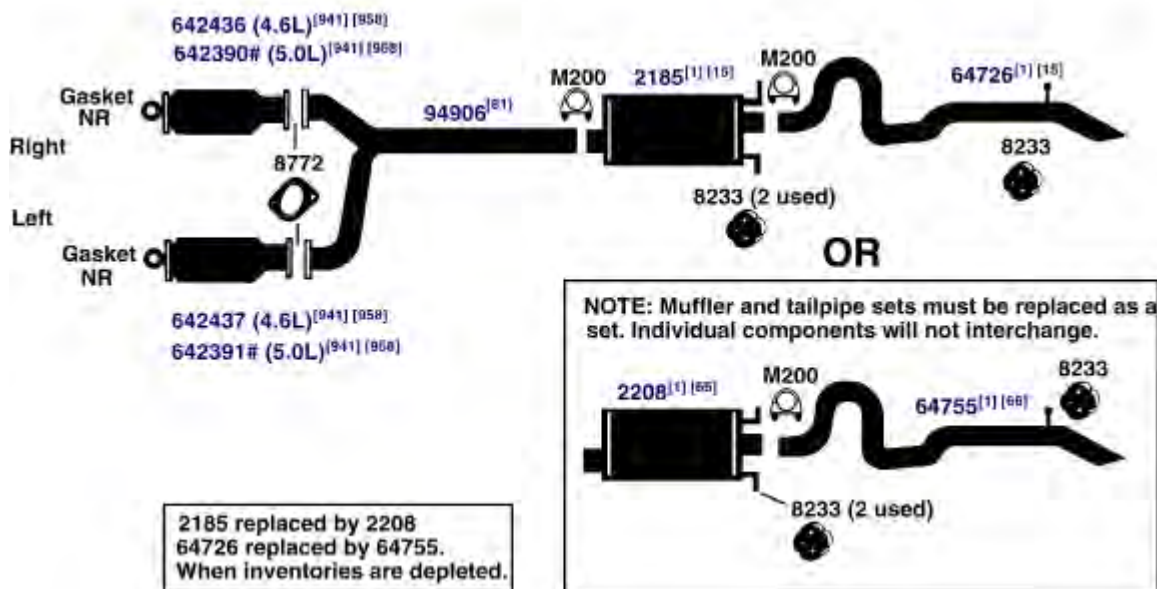 642436 (4.6L)[941] [958]
642390# (5.0L)[941] [958]
Gasket
NR
Right
8772
Left
Gasket
NR
642437 (4.6L)[941] [958]
642391# (5.0L)[941] [958]
94906[81]
M200
2185[1] [15]
M200
64726[1] [15]
8233
8233 (2 used)
OR
NOTE: Muffler and tailpipe sets must be replaced as a
set. Individual components will not interchange.
2208[1] [66]
M200
64755[1] [66]
8233
8233 (2 used)
2185 replaced by 2208
64726 replaced by 64755.
When inventories are depleted.